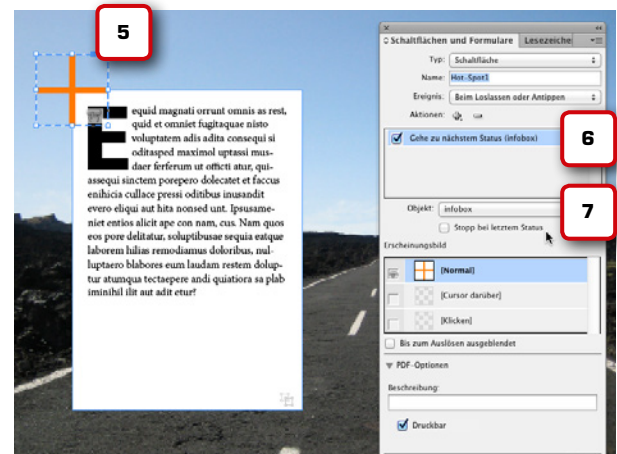 5
equid magnati orrunt omnis as rest,
quid et omniet fugitaquae nisto
voluptatem adis adita consequi si
oditasped maximol uptassi mus-
daer ferferum ut officti atur, qui-
E
assequi sinctem porepero dolecatet et faccus
enihicia cullace pressi oditibus inusandit
evero eliqui aut hita nonsed unt. Ipsusame-
niet entios alicit ape con nam, cus. Nam quos
eos pore delitatur, soluptibusae sequia eatque
laborem hilias remodiamus doloribus, nul-
luptaero blabores eum laudam restem dolup-
tur atumqua tectaepere andi quiatiora sa plab
iminihil ilit aut adit etur?
Schaltflächen und Formulare Lesezeiche
Typ: Schaltfläche
Name: Hot-Spot1
Ereignis: Beim Loslassen oder Antippen
Aktionen:
Gehe zu nächstem Status (infobox)
6
Objekt: infobox
7
Stopp bei letztem Status
Erscheinungsbild
[Normal]
[Cursor darüber]
[Klicken]
Bis zum Auslösen ausgeblendet
PDF-Optionen
Beschreibung:
Druckbar